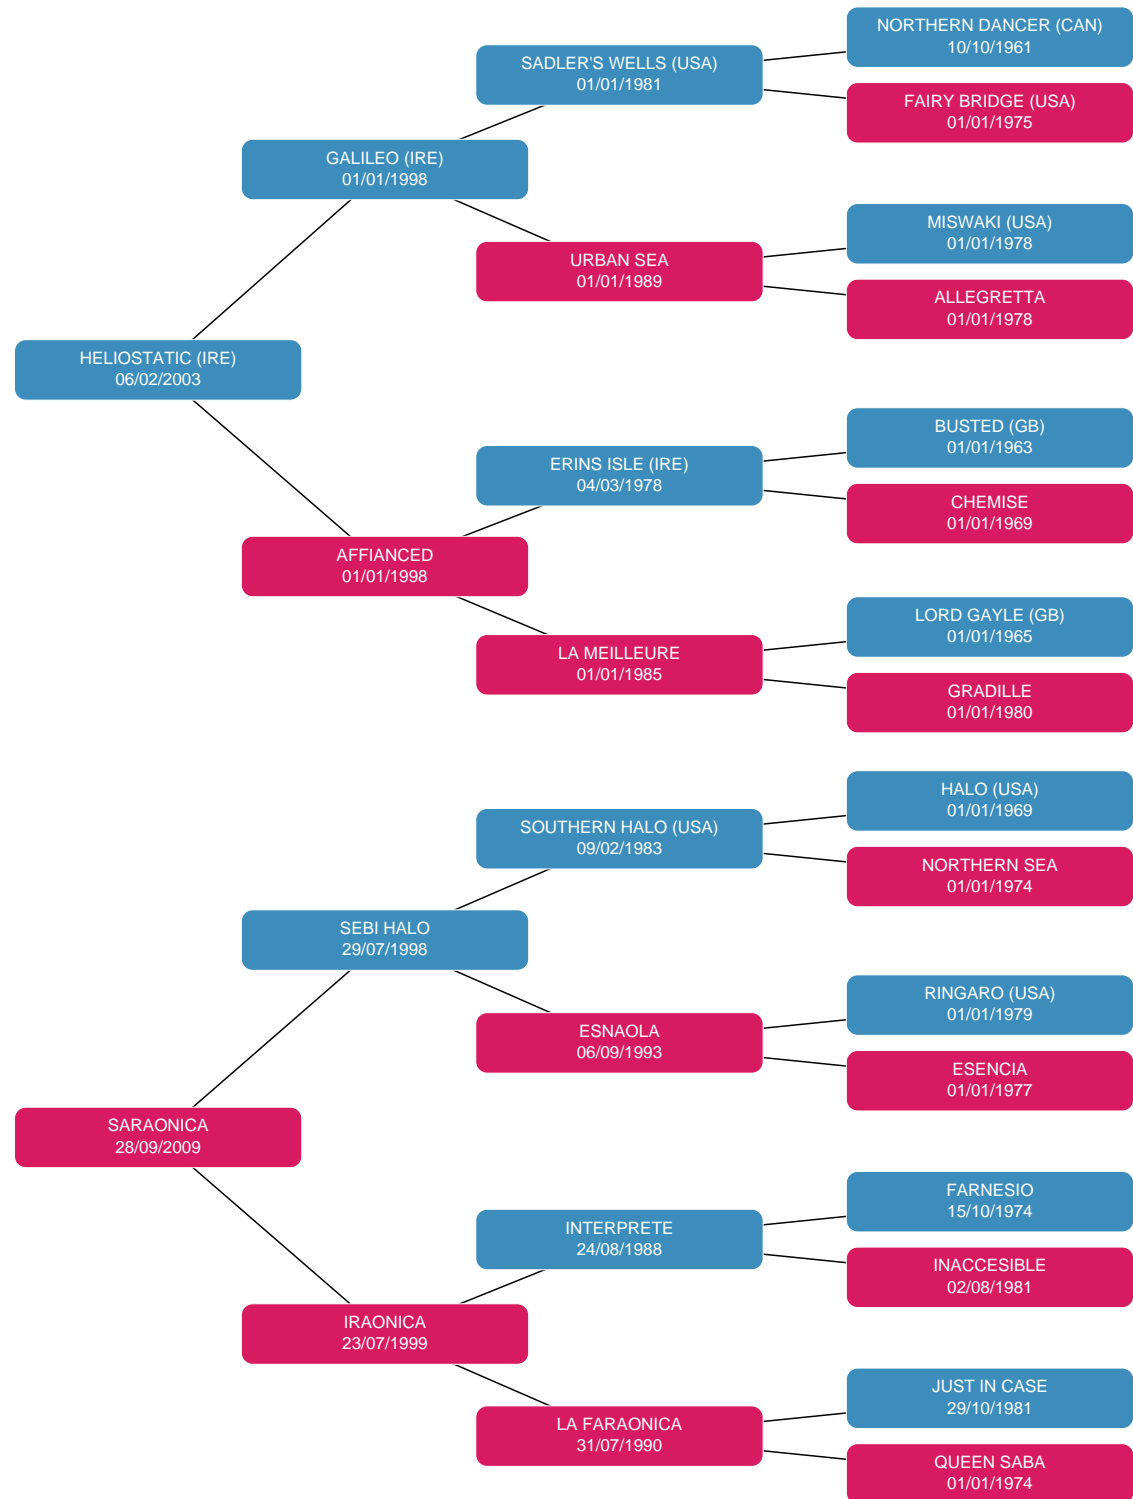 NORTHERN DANCER (CAN)
10/10/1961
SADLER'S WELLS (USA)
01/01/1981
FAIRY BRIDGE (USA)
01/01/1975
GALILEO (IRE)
01/01/1998
MISWAKI (USA)
01/01/1978
URBAN SEA
01/01/1989
ALLEGRETTA
01/01/1978
HELIOSTATIC (IRE)
06/02/2003
BUSTED (GB)
01/01/1963
ERINS ISLE (IRE)
04/03/1978
CHEMISE
01/01/1969
AFFIANCED
01/01/1998
LORD GAYLE (GB)
01/01/1965
LA MEILLEURE
01/01/1985
GRADILLE
01/01/1980
HALO (USA)
01/01/1969
SOUTHERN HALO (USA)
09/02/1983
NORTHERN SEA
01/01/1974
SEBI HALO
29/07/1998
RINGARO (USA)
01/01/1979
ESNAOLA
06/09/1993
ESENCIA
01/01/1977
SARAONICA
28/09/2009
FARNESIO
15/10/1974
INTERPRETE
24/08/1988
INACCESIBLE
02/08/1981
IRAONICA
23/07/1999
JUST IN CASE
29/10/1981
LA FARAONICA
31/07/1990
QUEEN SABA
01/01/1974